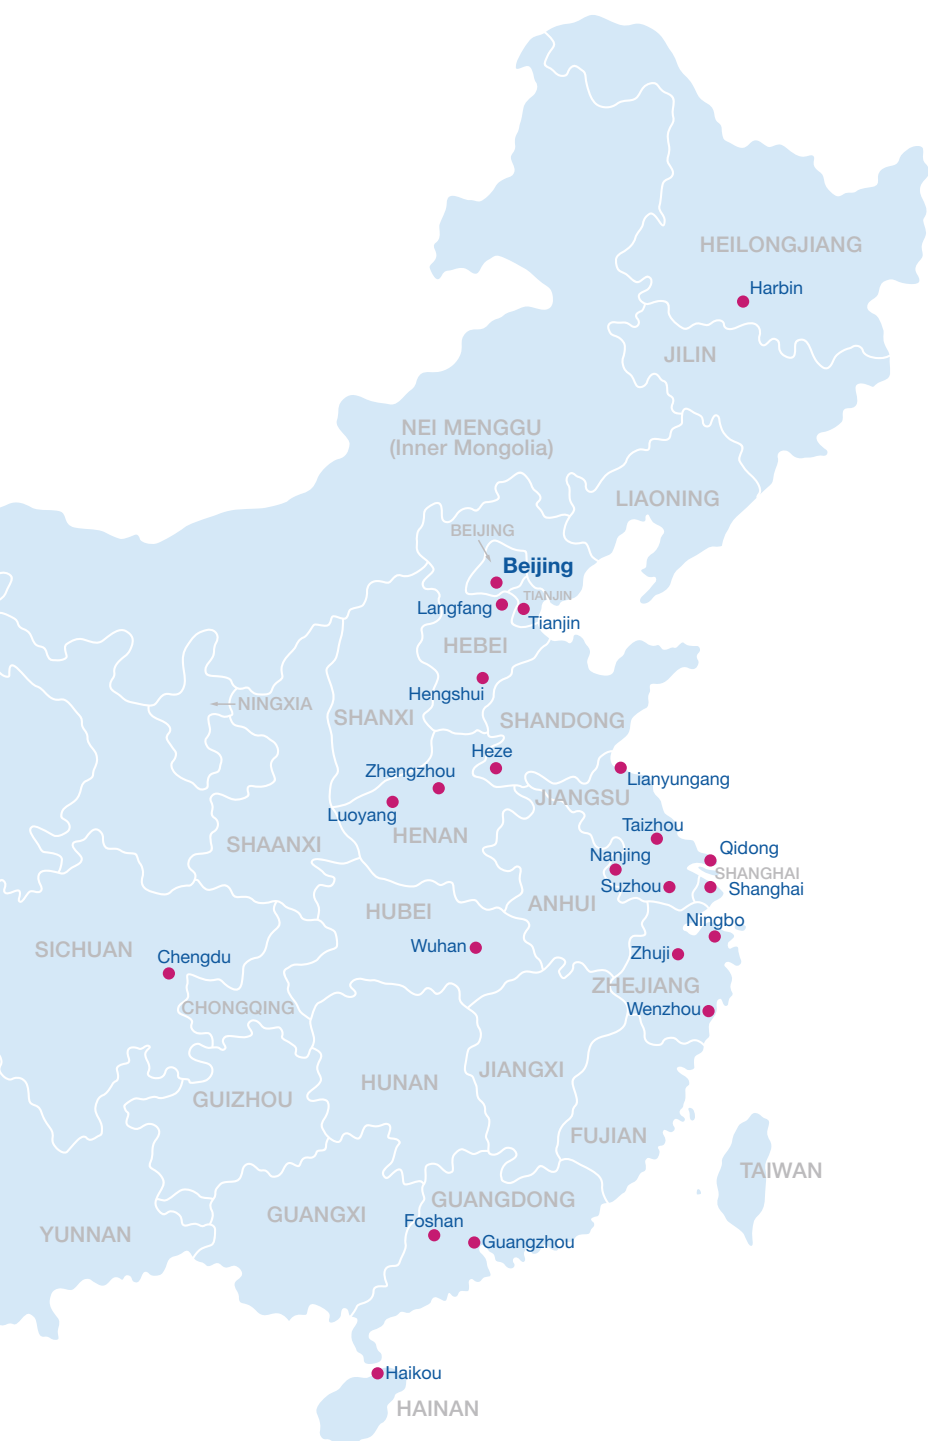 HEILONGJIANG
Harbin
JILIN
NEI MENGGU
(Inner Mongolia)
LIAONING
BEIJING
Beijing
TIANJIN
Langfang
Tianjin
HEBEI
Hengshui
NINGXIA
SHANXI
SHANDONG
Heze
Zhengzhou
Lianyungang
JIANGSU
Luoyang
HENAN
Taizhou
SHAANXI
Qidong
Nanjing
SHANGHAI
Suzhou
Shanghai
ANHUI
HUBEI
Ningbo
Wuhan
SICHUAN
Chengdu
Zhuji
ZHEJIANG
CHONGQING
Wenzhou
JIANGXI
HUNAN
GUIZHOU
FUJIAN
TAIWAN
GUANGDONG
GUANGXI
Foshan
YUNNAN
Guangzhou
Haikou
HAINAN